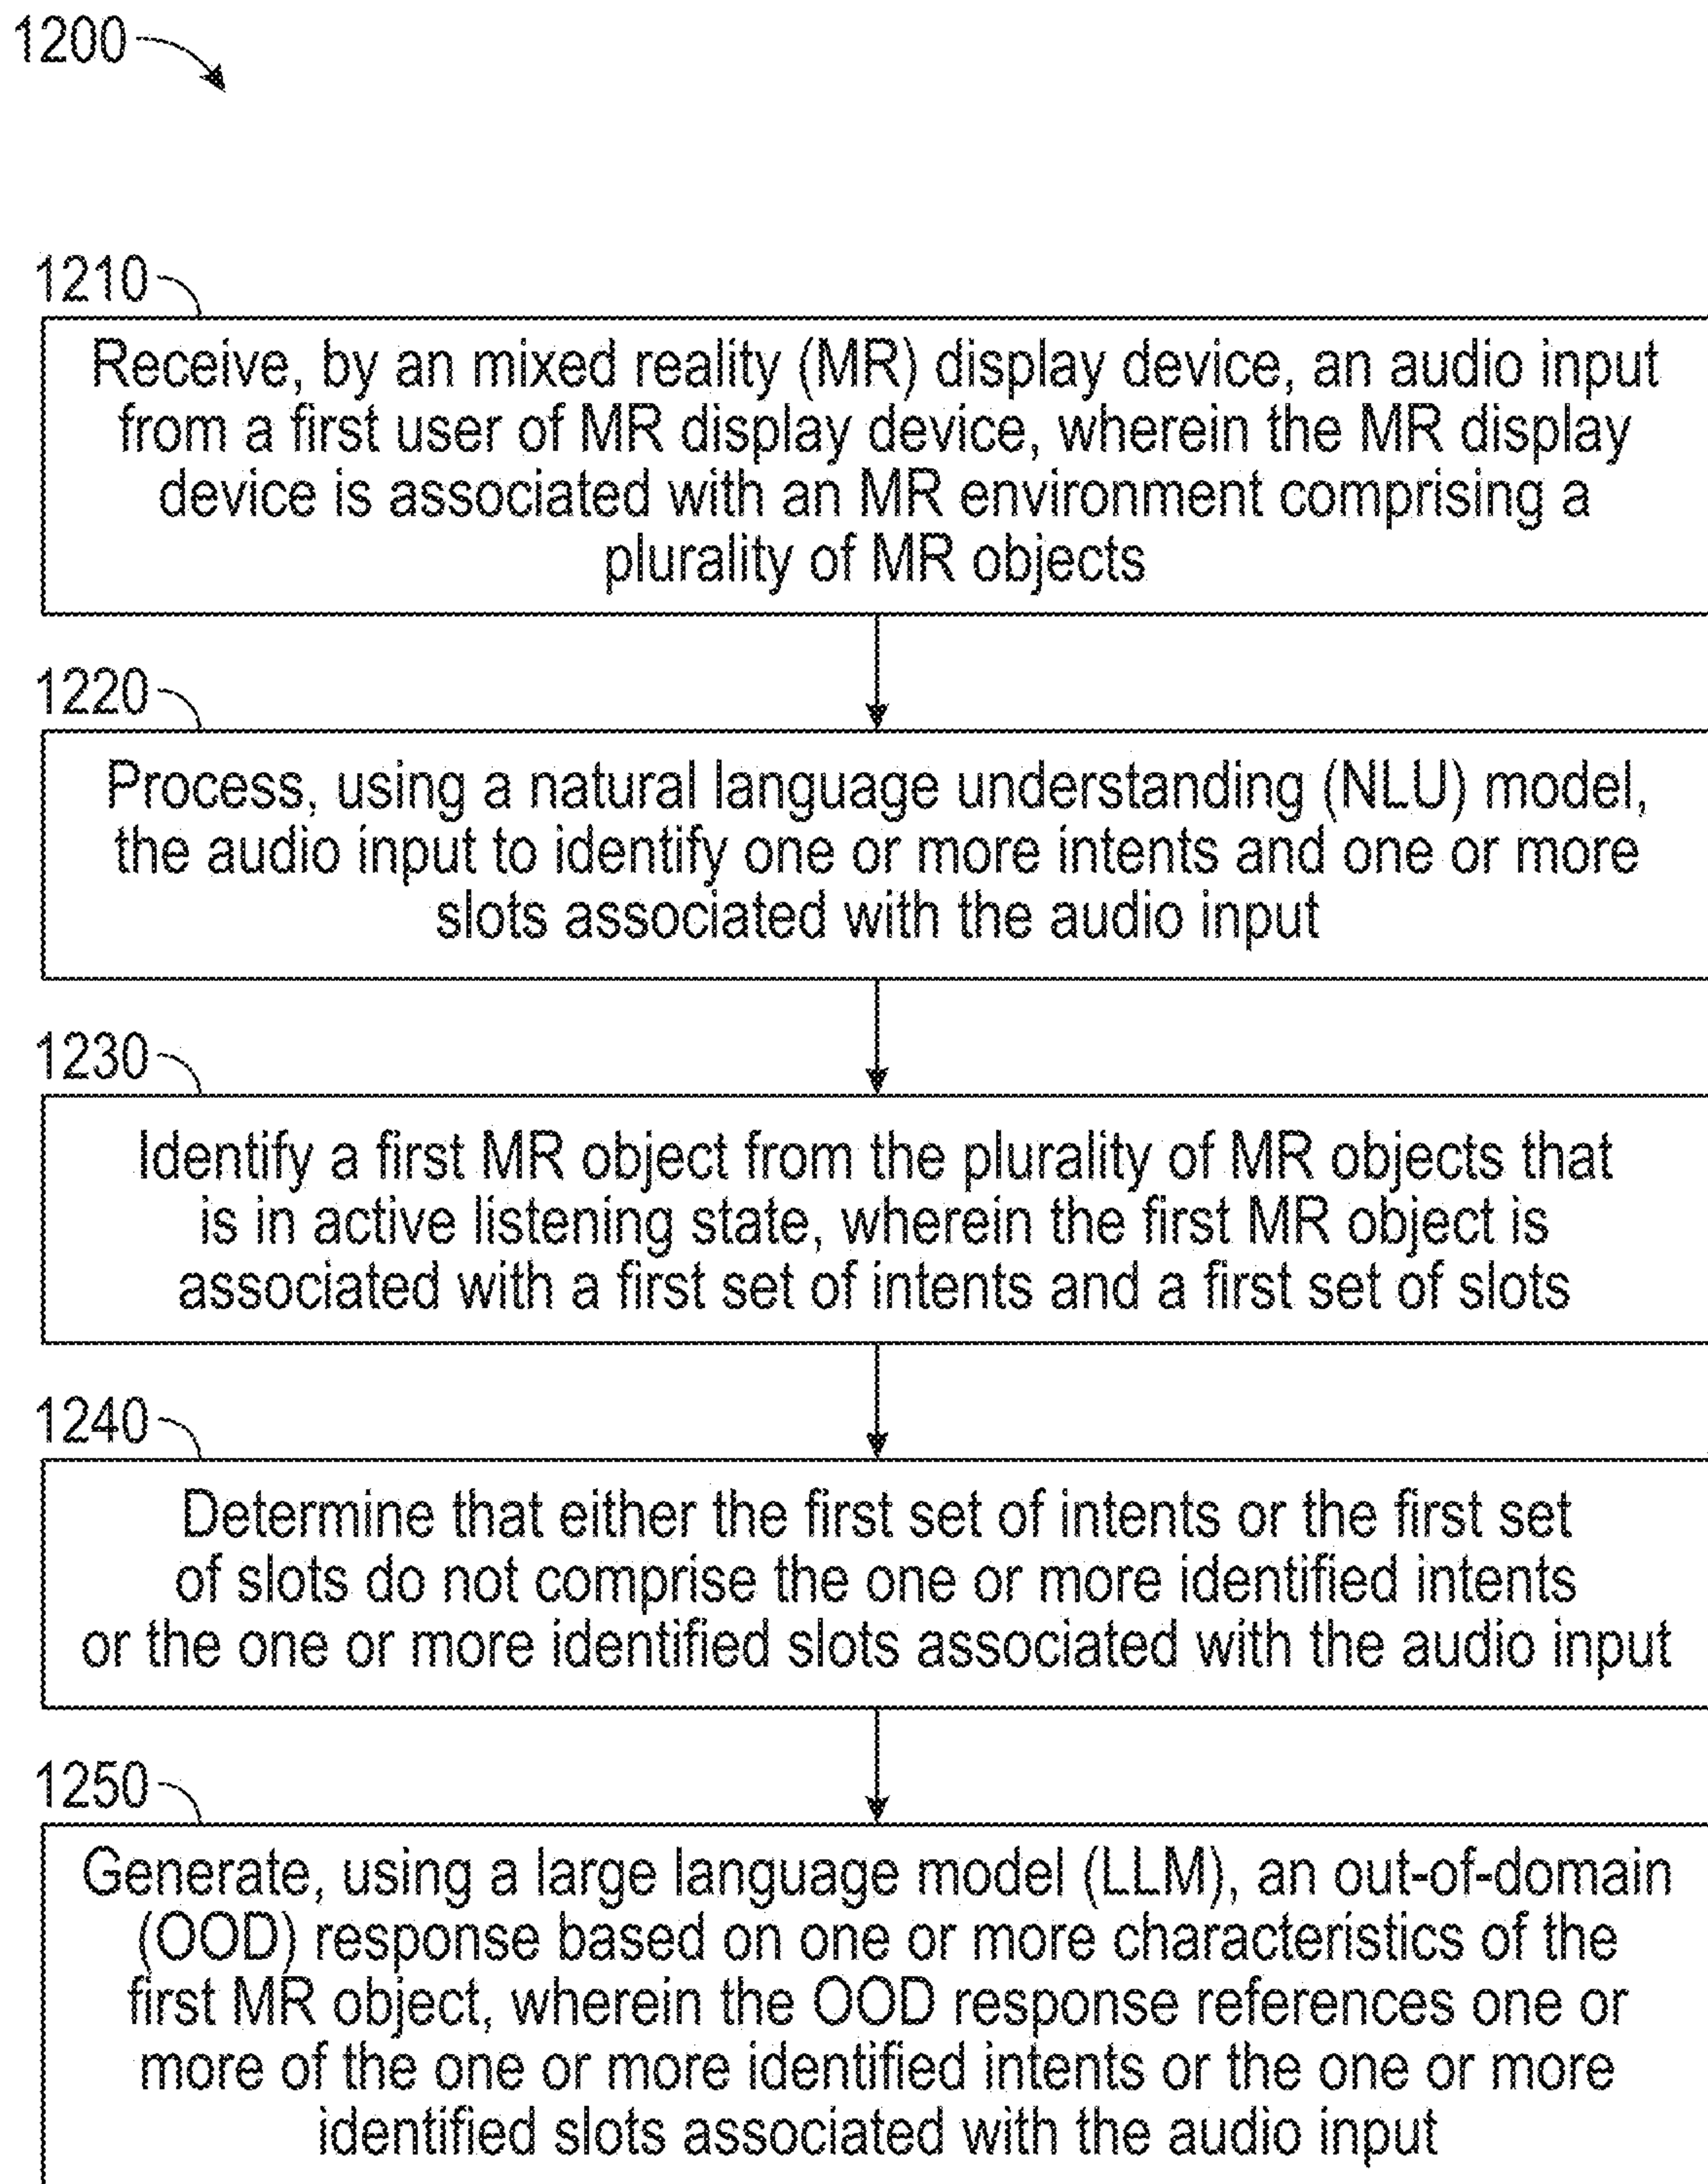 1200
1210
Receive, by an mixed reality (MR) display device, an audio input
from a first user of MR display device, wherein the MR display
device is associated with an MR environment comprising a
plurality of MR objects
1220
Process, using a natural language understanding (NLU) model,
the audio input to identify one or more intents and one or more
slots associated with the audio input
1230
Identify a first MR object from the plurality of MR objects that
is in active listening state, wherein the first MR object is
associated with a first set of intents and a first set of slots
1240
Determine that either the first set of intents or the first set
of slots do not comprise the one or more identified intents
or the one or more identified slots associated with the audio input
1250
Generate, using a large language model (LLM), an out-of-domain
(OOD) response based on one or more characteristics of the
first MR object, wherein the OOD response references one or
more of the one or more identified intents or the one or more
identified slots associated with the audio input